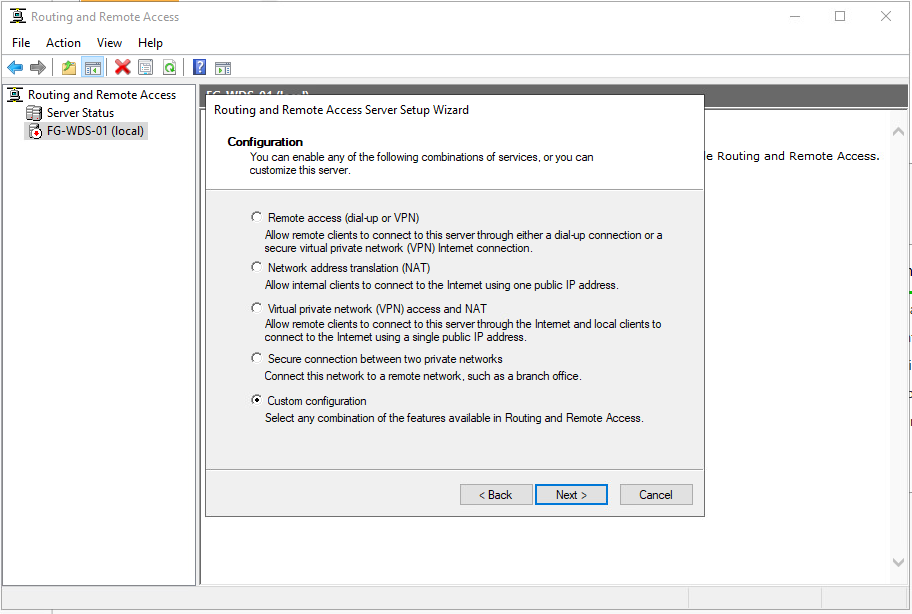 Routing and Remote Access
File Action View Help
Routing and Remote Access
Server Status
FG-WDS-01 (local)
FG-WDS-01 (local)
Routing and Remote Access Server Setup Wizard
Configuration
You can enable any of the following combinations of services, or you can
customize this server.
Routing and Remote Access.
Remote access (dial-up or VPN)
Allow remote clients to connect to this server through either a dial-up connection or a
secure virtual private network (VPN) Internet connection.
Network address translation (NAT)
Allow internal clients to connect to the Internet using one public IP address.
Virtual private network (VPN) access and NAT
Allow remote clients to connect to this server through the Internet and local clients to
connect to the Internet using a single public IP address.
Secure connection between two private networks
Connect this network to a remote network, such as a branch office.
Custom configuration
Select any combination of the features available in Routing and Remote Access.
< Back
Next >
Cancel